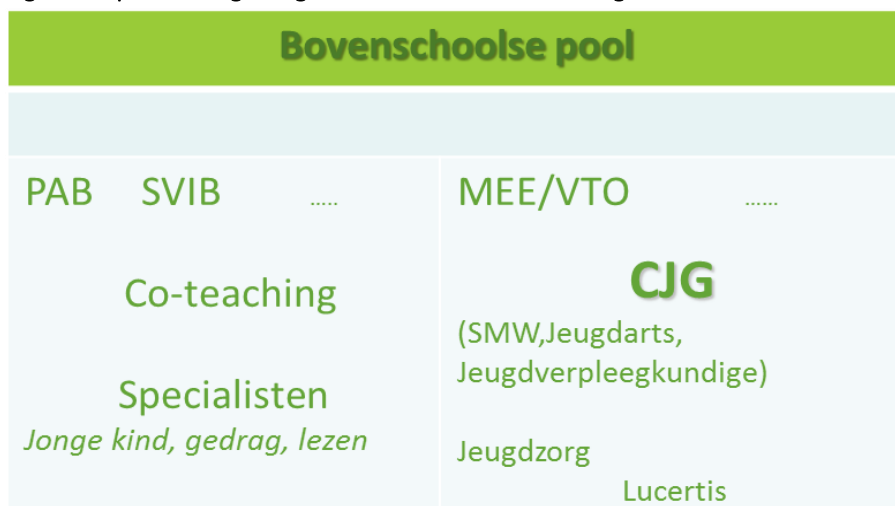 Bovenschoolse pool
PAB SVIB .....
Co-teaching
Specialisten
Jonge kind, gedrag, lezen
MEE/VTO ......
CJG
(SMW,Jeugdarts,
Jeugdverpleegkundige)
Jeugdzorg
Lucertis